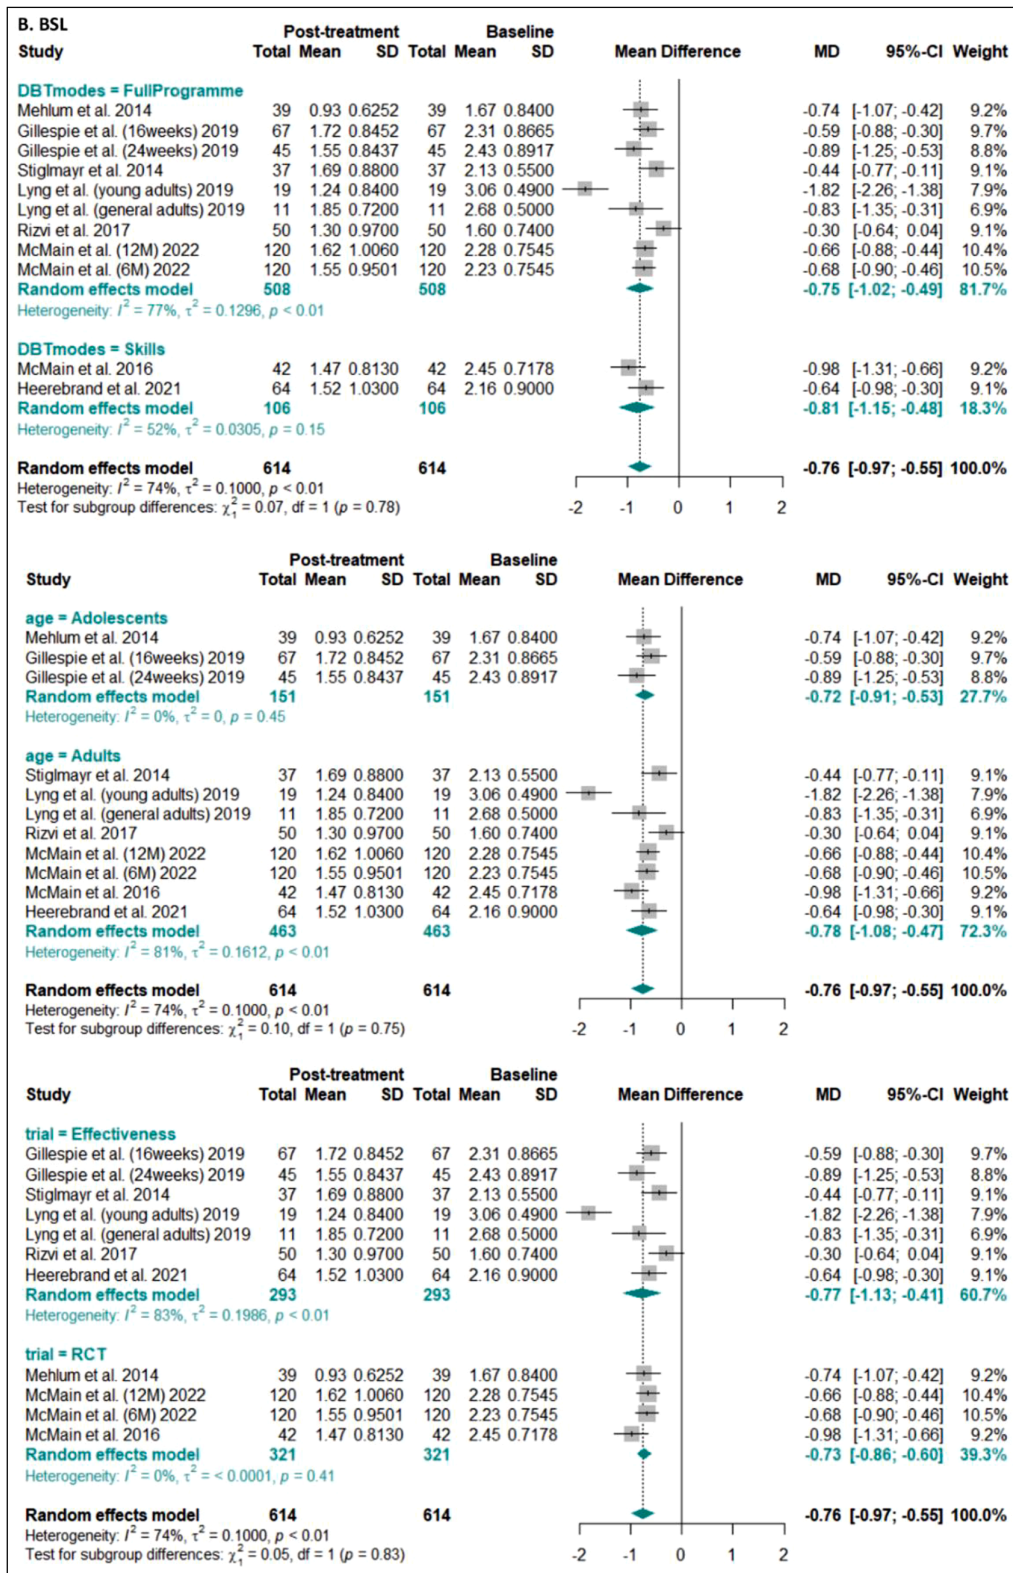 B. BSL
Post-treatment Baseline
Study Total Mean SD Total Mean SD Mean Difference MD 95%-CI Weight
DBTmodes = FullProgramme
Mehlum et al. 2014 39 0.93 0.6252 39 1.67 0.8400 -0.74 [-1.07; -0.42] 9.2%
Gillespie et al. (16weeks) 2019 67 1.72 0.8452 67 2.31 0.8665 -0.59 [-0.88; -0.30] 9.7%
Gillespie et al. (24weeks) 2019 45 1.55 0.8437 45 2.43 0.8917 -0.89 [-1.25; -0.53] 8.8%
Stiglmayr et al. 2014 37 1.69 0.8800 37 2.13 0.5500 -0.44 [-0.77; -0.11] 9.1%
Lyng et al. (young adults) 2019 19 1.24 0.8400 19 3.06 0.4900 -1.82 [-2.26; -1.38] 7.9%
Lyng et al. (general adults) 2019 11 1.85 0.7200 11 2.68 0.5000 -0.83 [-1.35; -0.31] 6.9%
Rizvi et al. 2017 50 1.30 0.9700 50 1.60 0.7400 -0.30 [-0.64; 0.04] 9.1%
McMain et al. (12M) 2022 120 1.62 1.0060 120 2.28 0.7545 -0.66 [-0.88; -0.44] 10.4%
McMain et al. (6M) 2022 120 1.55 0.9501 120 2.23 0.7545 -0.68 [-0.90; -0.46] 10.5%
Random effects model 508 508 -0.75 [-1.02; -0.49] 81.7%
Heterogeneity: I² = 77%, τ² = 0.1296, p < 0.01
DBTmodes = Skills
McMain et al. 2016 42 1.47 0.8130 42 2.45 0.7178 -0.98 [-1.31; -0.66] 9.2%
Heerebrand et al. 2021 64 1.52 1.0300 64 2.16 0.9000 -0.64 [-0.98; -0.30] 9.1%
Random effects model 106 106 -0.81 [-1.15; -0.48] 18.3%
Heterogeneity: I² = 52%, τ² = 0.0305, p = 0.15
Random effects model 614 614 -0.76 [-0.97; -0.55] 100.0%
Heterogeneity: I² = 74%, τ² = 0.1000, p < 0.01
Test for subgroup differences: χ₁² = 0.07, df = 1 (p = 0.78)
-2 -1 0 1 2
Post-treatment Baseline
Study Total Mean SD Total Mean SD Mean Difference MD 95%-CI Weight
age = Adolescents
Mehlum et al. 2014 39 0.93 0.6252 39 1.67 0.8400 -0.74 [-1.07; -0.42] 9.2%
Gillespie et al. (16weeks) 2019 67 1.72 0.8452 67 2.31 0.8665 -0.59 [-0.88; -0.30] 9.7%
Gillespie et al. (24weeks) 2019 45 1.55 0.8437 45 2.43 0.8917 -0.89 [-1.25; -0.53] 8.8%
Random effects model 151 151 -0.72 [-0.91; -0.53] 27.7%
Heterogeneity: I² = 0%, τ² = 0, p = 0.45
age = Adults
Stiglmayr et al. 2014 37 1.69 0.8800 37 2.13 0.5500 -0.44 [-0.77; -0.11] 9.1%
Lyng et al. (young adults) 2019 19 1.24 0.8400 19 3.06 0.4900 -1.82 [-2.26; -1.38] 7.9%
Lyng et al. (general adults) 2019 11 1.85 0.7200 11 2.68 0.5000 -0.83 [-1.35; -0.31] 6.9%
Rizvi et al. 2017 50 1.30 0.9700 50 1.60 0.7400 -0.30 [-0.64; 0.04] 9.1%
McMain et al. (12M) 2022 120 1.62 1.0060 120 2.28 0.7545 -0.66 [-0.88; -0.44] 10.4%
McMain et al. (6M) 2022 120 1.55 0.9501 120 2.23 0.7545 -0.68 [-0.90; -0.46] 10.5%
McMain et al. 2016 42 1.47 0.8130 42 2.45 0.7178 -0.98 [-1.31; -0.66] 9.2%
Heerebrand et al. 2021 64 1.52 1.0300 64 2.16 0.9000 -0.64 [-0.98; -0.30] 9.1%
Random effects model 463 463 -0.78 [-1.08; -0.47] 72.3%
Heterogeneity: I² = 81%, τ² = 0.1612, p < 0.01
Random effects model 614 614 -0.76 [-0.97; -0.55] 100.0%
Heterogeneity: I² = 74%, τ² = 0.1000, p < 0.01
Test for subgroup differences: χ₁² = 0.10, df = 1 (p = 0.75)
-2 -1 0 1 2
Post-treatment Baseline
Study Total Mean SD Total Mean SD Mean Difference MD 95%-CI Weight
trial = Effectiveness
Gillespie et al. (16weeks) 2019 67 1.72 0.8452 67 2.31 0.8665 -0.59 [-0.88; -0.30] 9.7%
Gillespie et al. (24weeks) 2019 45 1.55 0.8437 45 2.43 0.8917 -0.89 [-1.25; -0.53] 8.8%
Stiglmayr et al. 2014 37 1.69 0.8800 37 2.13 0.5500 -0.44 [-0.77; -0.11] 9.1%
Lyng et al. (young adults) 2019 19 1.24 0.8400 19 3.06 0.4900 -1.82 [-2.26; -1.38] 7.9%
Lyng et al. (general adults) 2019 11 1.85 0.7200 11 2.68 0.5000 -0.83 [-1.35; -0.31] 6.9%
Rizvi et al. 2017 50 1.30 0.9700 50 1.60 0.7400 -0.30 [-0.64; 0.04] 9.1%
Heerebrand et al. 2021 64 1.52 1.0300 64 2.16 0.9000 -0.64 [-0.98; -0.30] 9.1%
Random effects model 293 293 -0.77 [-1.13; -0.41] 60.7%
Heterogeneity: I² = 83%, τ² = 0.1986, p < 0.01
trial = RCT
Mehlum et al. 2014 39 0.93 0.6252 39 1.67 0.8400 -0.74 [-1.07; -0.42] 9.2%
McMain et al. (12M) 2022 120 1.62 1.0060 120 2.28 0.7545 -0.66 [-0.88; -0.44] 10.4%
McMain et al. (6M) 2022 120 1.55 0.9501 120 2.23 0.7545 -0.68 [-0.90; -0.46] 10.5%
McMain et al. 2016 42 1.47 0.8130 42 2.45 0.7178 -0.98 [-1.31; -0.66] 9.2%
Random effects model 321 321 -0.73 [-0.86; -0.60] 39.3%
Heterogeneity: I² = 0%, τ² = < 0.0001, p = 0.41
Random effects model 614 614 -0.76 [-0.97; -0.55] 100.0%
Heterogeneity: I² = 74%, τ² = 0.1000, p < 0.01
Test for subgroup differences: χ₁² = 0.05, df = 1 (p = 0.83)
-2 -1 0 1 2